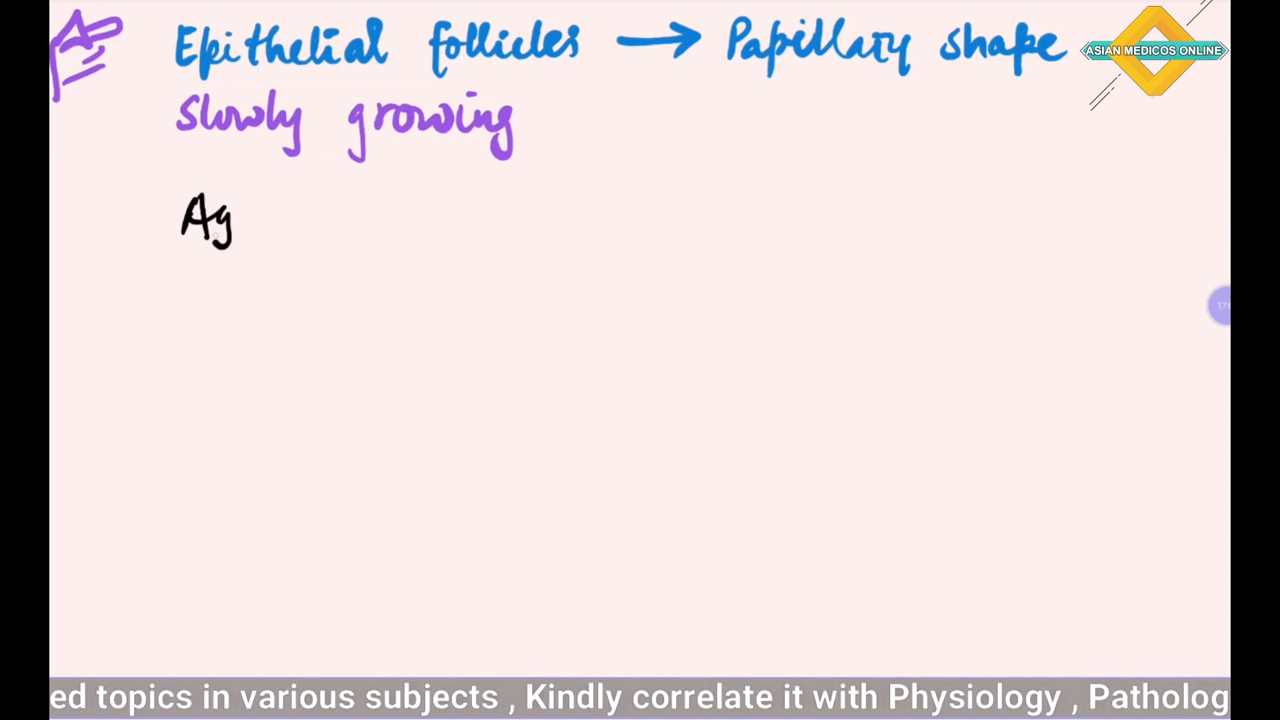 Epithelial follicles → Papillary shape
ASIAN MEDICOS ONLINE
slowly growing
Ag
17:
ed topics in various subjects , Kindly correlate it with Physiology , Patholog